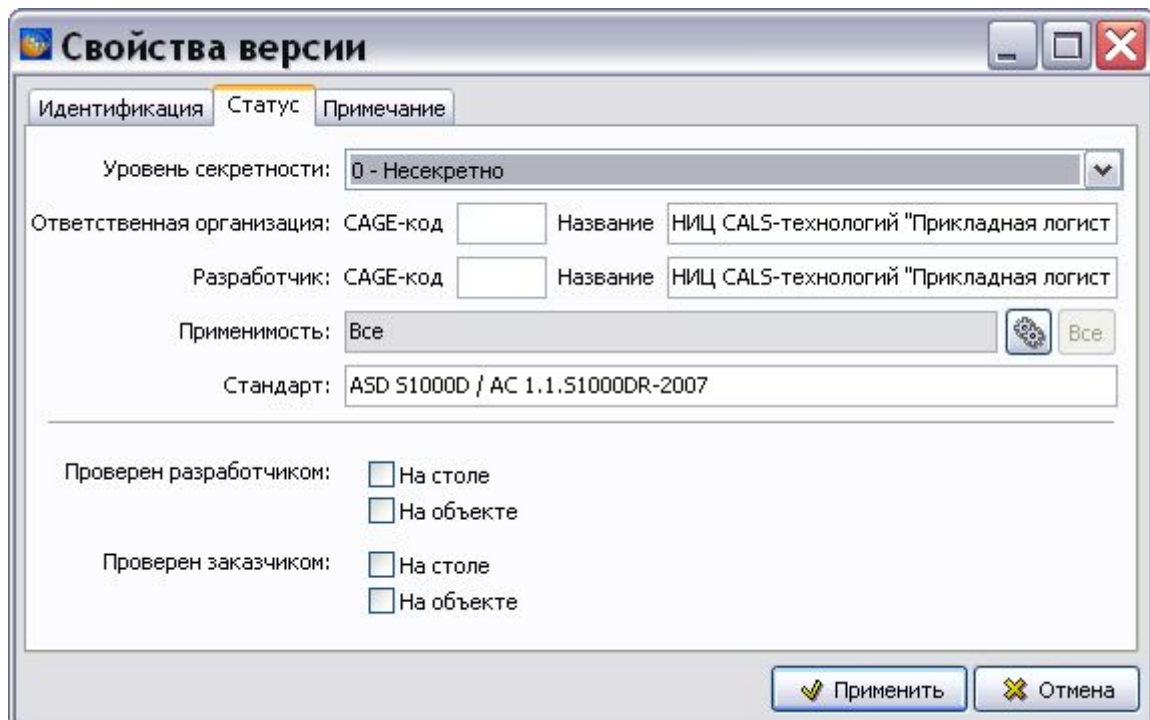 Свойства версии
Идентификация Статус Примечание
Уровень секретности: 0 - Несекретно
Ответственная организация: CAGE-код Название НИЦ CALS-технологий "Прикладная логист
Разработчик: CAGE-код Название НИЦ CALS-технологий "Прикладная логист
Применимость: Все Все
Стандарт: ASD S1000D / АС 1.1.S1000DR-2007
Проверен разработчиком: На столе
На объекте
Проверен заказчиком: На столе
На объекте
Применить Отмена